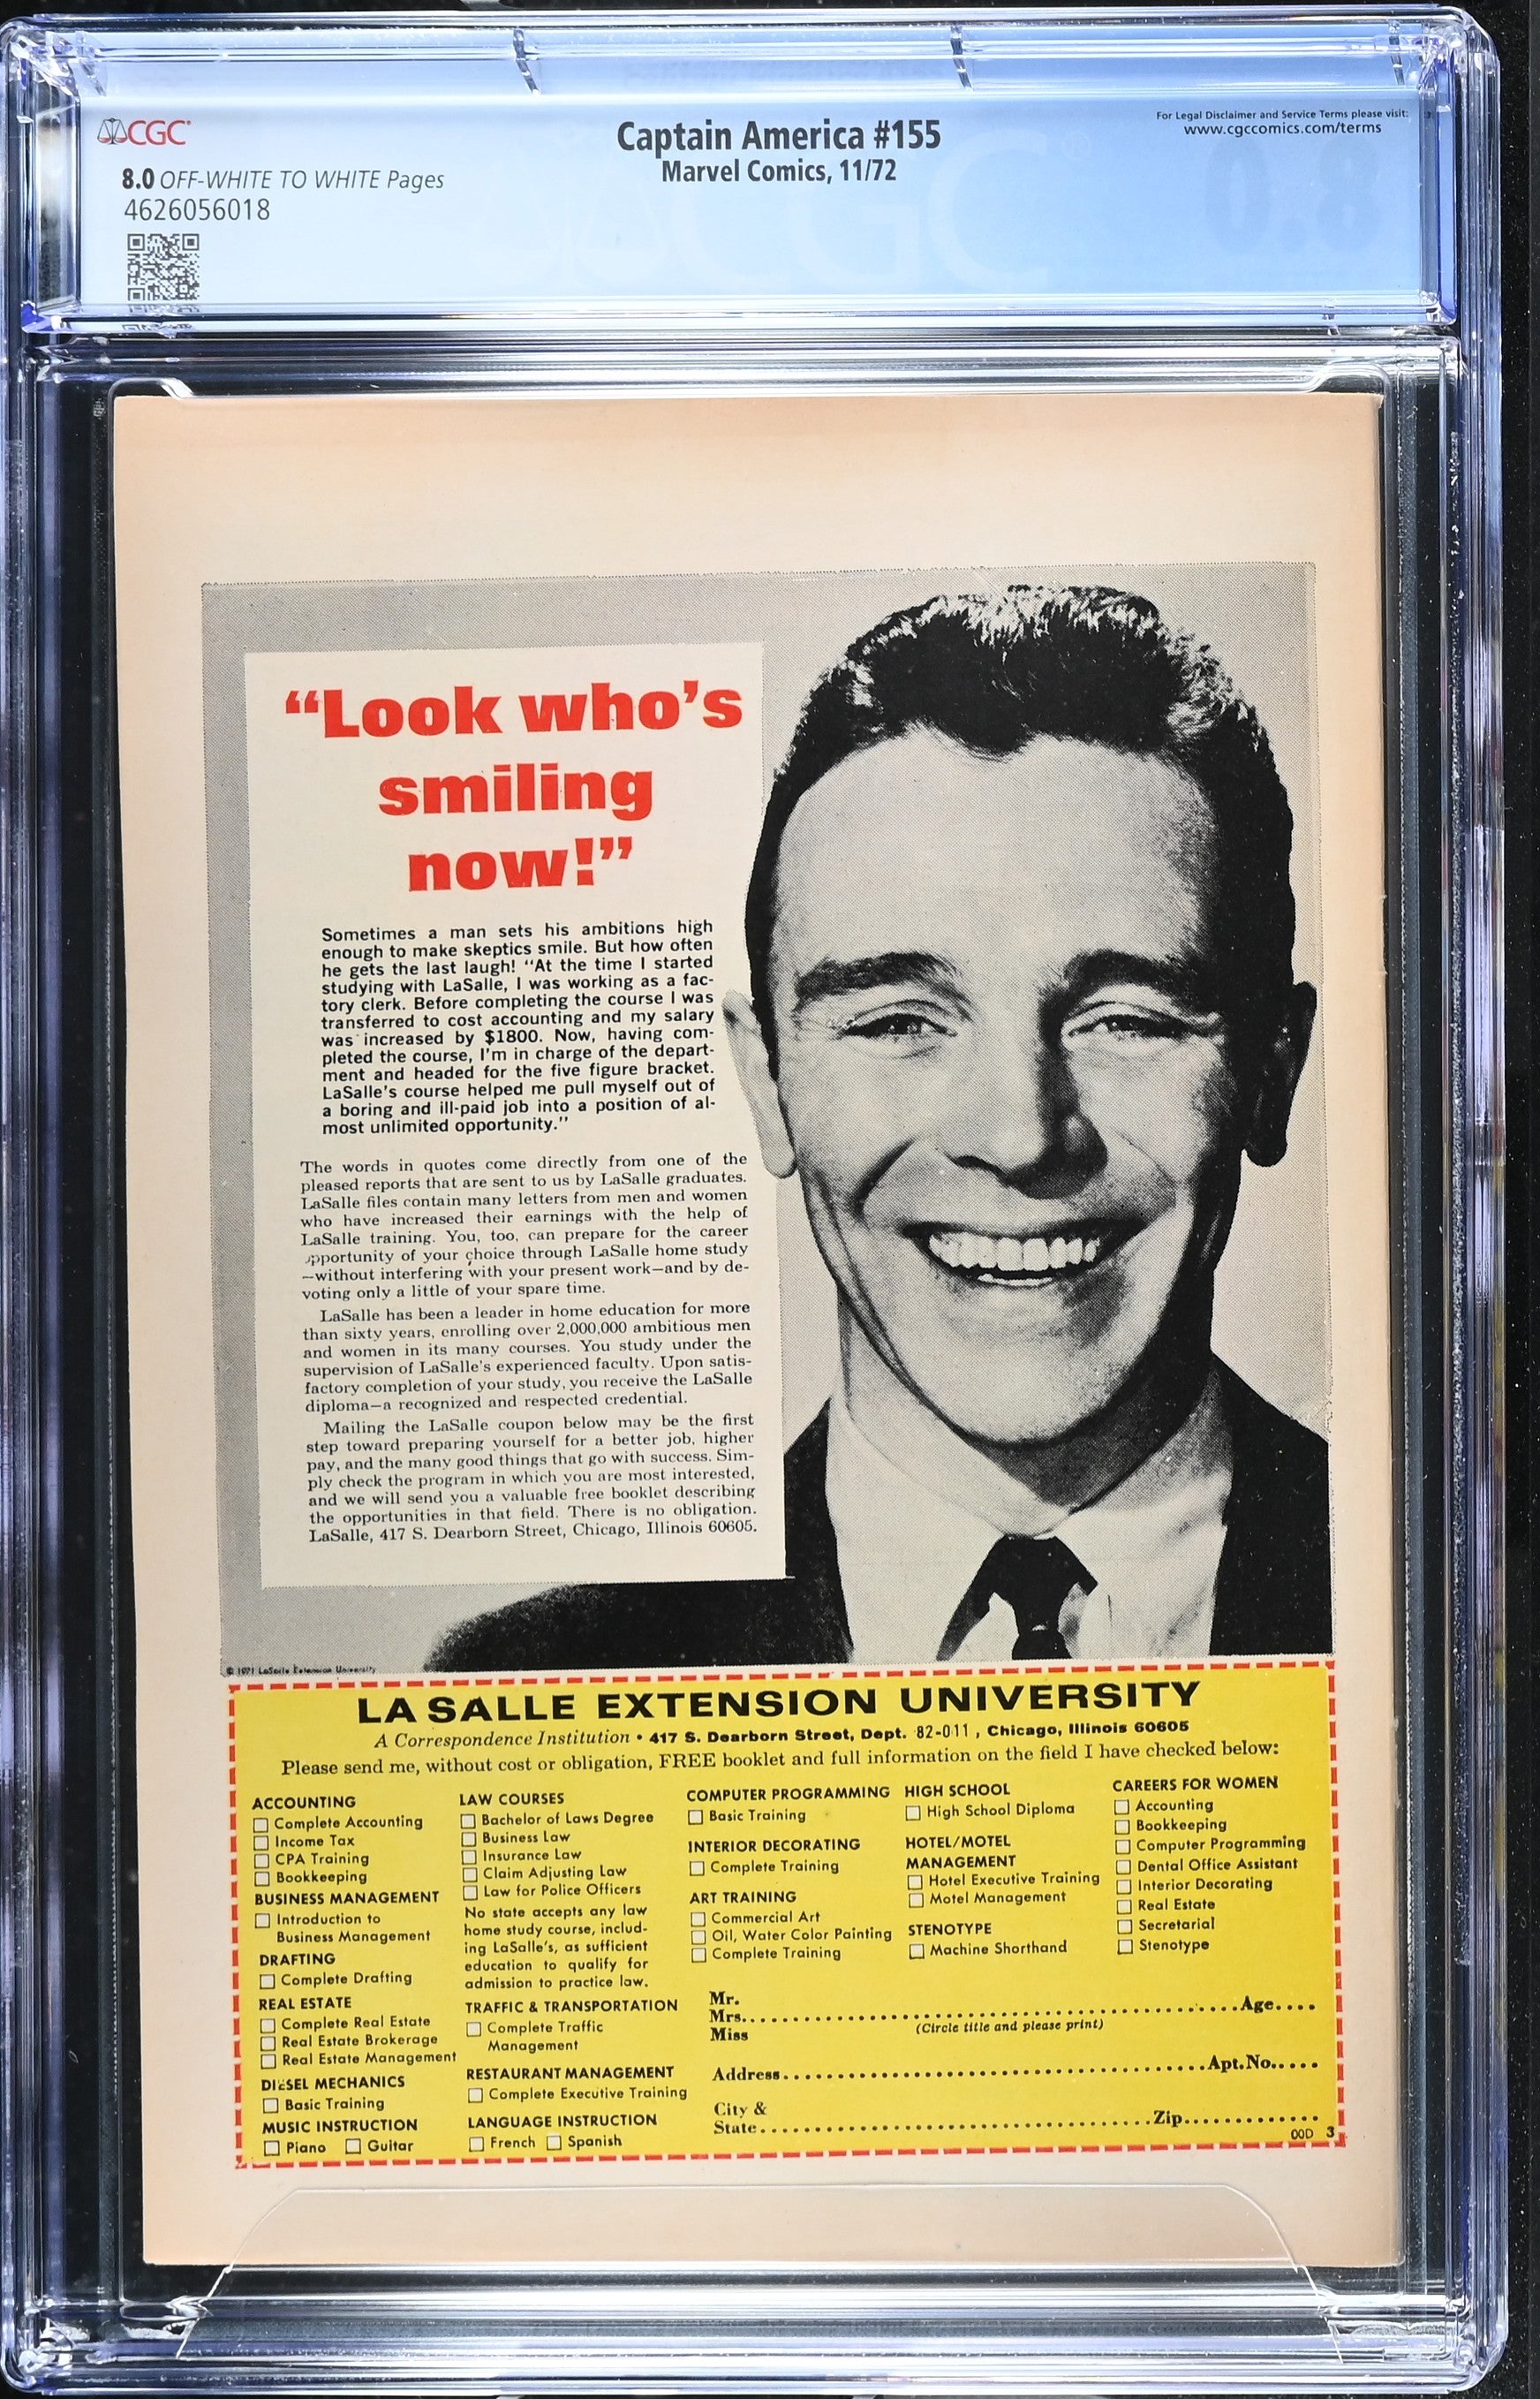 CGC
8.0 OFF-WHITE TO WHITE Pages
4626056018
Captain America #155
Marvel Comics, 11/72
For Legal Disclaimer and Service Terms please visit:
www.cgccomics.com/terms
“Look who’s
smiling
now!”
Sometimes a man sets his ambitions high
enough to make skeptics smile. But how often
he gets the last laugh! “At the time I started
studying with LaSalle, I was working as a fac-
tory clerk. Before completing the course I was
transferred to cost accounting and my salary
was increased by $1800. Now, having com-
pleted the course, I’m in charge of the depart-
ment and headed for the five figure bracket.
LaSalle’s course helped me pull myself out of
a boring and ill-paid job into a position of al-
most unlimited opportunity.”
The words in quotes come directly from one of the
pleased reports that are sent to us by LaSalle graduates.
LaSalle files contain many letters from men and women
who have increased their earnings with the help of
LaSalle training. You, too, can prepare for the career
opportunity of your choice through LaSalle home study
—without interfering with your present work—and by de-
voting only a little of your spare time.
LaSalle has been a leader in home education for more
than sixty years, enrolling over 2,000,000 ambitious men
and women in its many courses. You study under the
supervision of LaSalle’s experienced faculty. Upon satis-
factory completion of your study, you receive the LaSalle
diploma—a recognized and respected credential.
Mailing the LaSalle coupon below may be the first
step toward preparing yourself for a better job, higher
pay, and the many good things that go with success. Sim-
ply check the program in which you are most interested,
and we will send you a valuable free booklet describing
the opportunities in that field. There is no obligation.
LaSalle, 417 S. Dearborn Street, Chicago, Illinois 60605.
© 1971 LaSalle Extension University
LA SALLE EXTENSION UNIVERSITY
A Correspondence Institution • 417 S. Dearborn Street, Dept. 82-011, Chicago, Illinois 60605
Please send me, without cost or obligation, FREE booklet and full information on the field I have checked below:
ACCOUNTING
Complete Accounting
Income Tax
CPA Training
Bookkeeping
BUSINESS MANAGEMENT
Introduction to
Business Management
DRAFTING
Complete Drafting
REAL ESTATE
Complete Real Estate
Real Estate Brokerage
Real Estate Management
DIESEL MECHANICS
Basic Training
MUSIC INSTRUCTION
Piano Guitar
LAW COURSES
Bachelor of Laws Degree
Business Law
Insurance Law
Claim Adjusting Law
Law for Police Officers
No state accepts any law
home study course, includ-
ing LaSalle’s, as sufficient
education to qualify for
admission to practice law.
TRAFFIC & TRANSPORTATION
Complete Traffic
Management
RESTAURANT MANAGEMENT
Complete Executive Training
LANGUAGE INSTRUCTION
French Spanish
COMPUTER PROGRAMMING
Basic Training
INTERIOR DECORATING
Complete Training
ART TRAINING
Commercial Art
Oil, Water Color Painting
Complete Training
HIGH SCHOOL
High School Diploma
HOTEL/MOTEL
MANAGEMENT
Hotel Executive Training
Motel Management
STENOTYPE
Machine Shorthand
CAREERS FOR WOMEN
Accounting
Bookkeeping
Computer Programming
Dental Office Assistant
Interior Decorating
Real Estate
Secretarial
Stenotype
Mr.
Mrs. Age
Miss (Circle title and please print)
Address Apt.No.
City &
State Zip
00D 3